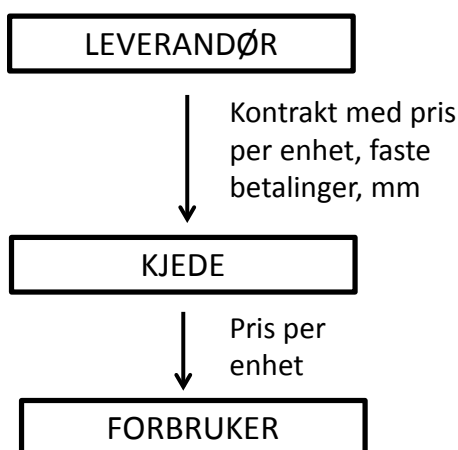 LEVERANDØR
Kontrakt med pris
per enhet, faste
betalinger, mm
KJEDE
Pris per
enhet
FORBRUKER